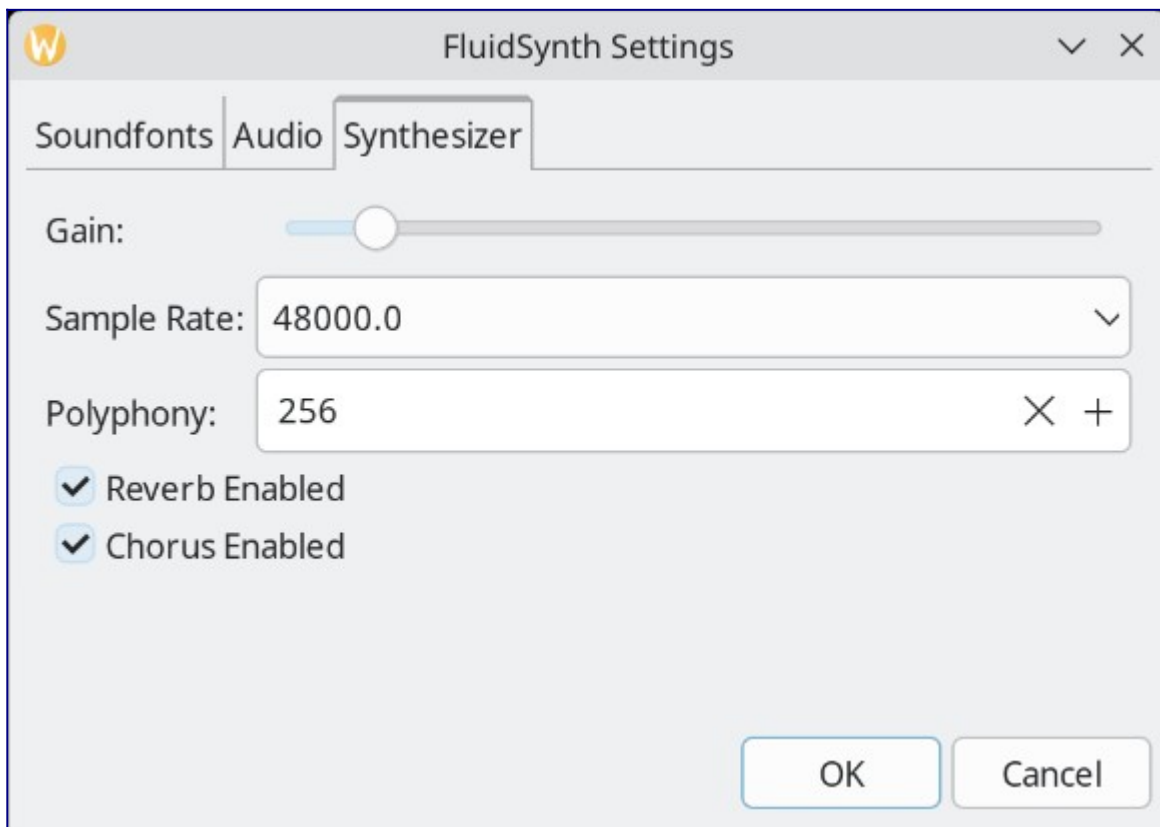 FluidSynth Settings
Soundfonts Audio Synthesizer
Gain:
Sample Rate: 48000.0
Polyphony: 256
Reverb Enabled
Chorus Enabled
OK Cancel